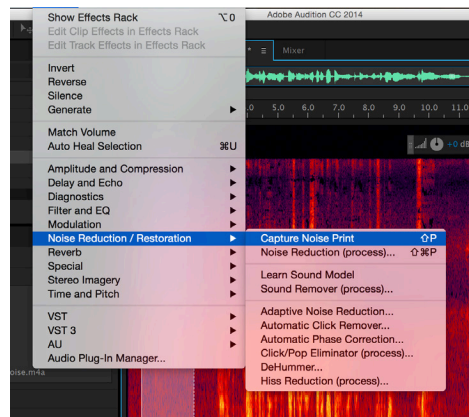 Adobe Audition CC 2014
Show Effects Rack ⌥0
Edit Clip Effects in Effects Rack
Edit Track Effects in Effects Rack
Invert
Reverse
Silence
Generate ▶
Match Volume
Auto Heal Selection ⌘U
Amplitude and Compression ▶
Delay and Echo ▶
Diagnostics ▶
Filter and EQ ▶
Modulation ▶
Noise Reduction / Restoration ▶
Reverb ▶
Special ▶
Stereo Imagery ▶
Time and Pitch ▶
VST ▶
VST 3 ▶
AU ▶
Audio Plug-In Manager...
Capture Noise Print ⇧P
Noise Reduction (process)... ⇧⌘P
Learn Sound Model
Sound Remover (process)...
Adaptive Noise Reduction...
Automatic Click Remover...
Automatic Phase Correction...
Click/Pop Eliminator (process)...
DeHummer...
Hiss Reduction (process)...
Mixer
.0 5.0 6.0 7.0 8.0 9.0 10.0 11.0
+0 dB
oise.m4a